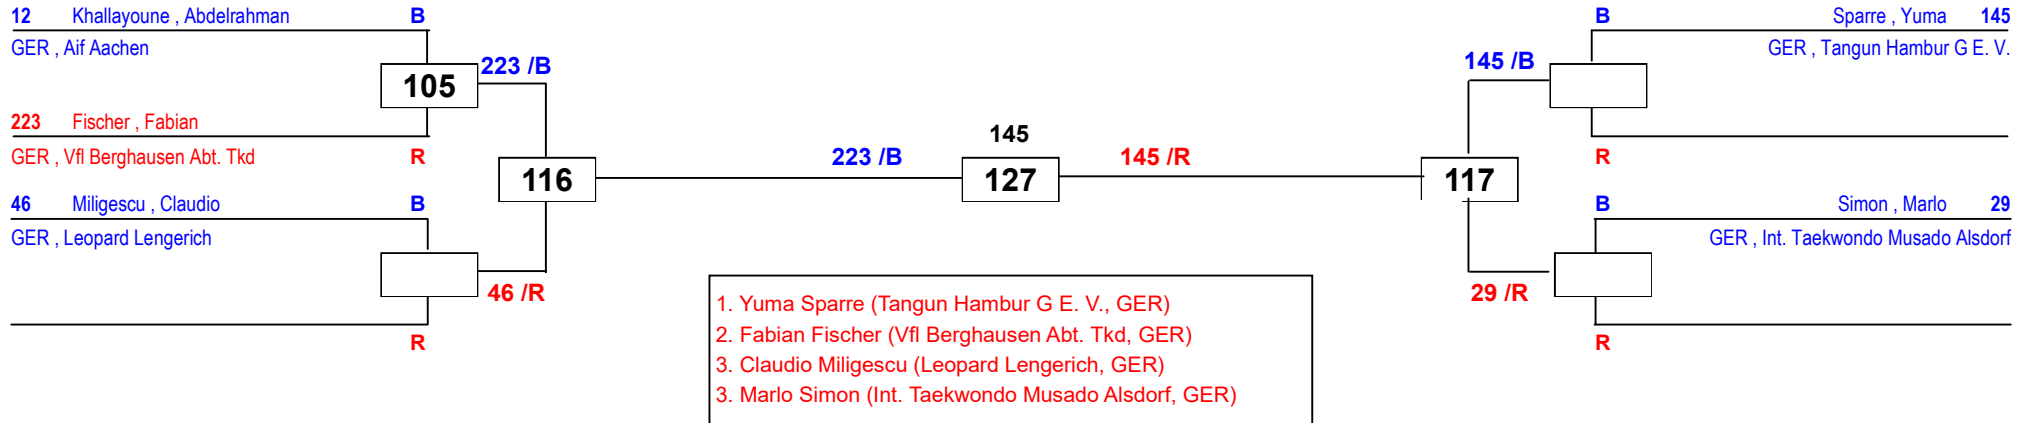 12 Khallayoune , Abdelrahman B
GER , Aif Aachen
105
223 /B
223 Fischer , Fabian
GER , Vfl Berghausen Abt. Tkd R
116
46 Miligescu , Claudio B
GER , Leopard Lengerich
46 /R
R
223 /B
145
127
145 /R
B Sparre , Yuma 145
GER , Tangun Hambur G E. V.
145 /B
R
117
B Simon , Marlo 29
GER , Int. Taekwondo Musado Alsdorf
29 /R
R
1. Yuma Sparre (Tangun Hambur G E. V., GER)
2. Fabian Fischer (Vfl Berghausen Abt. Tkd, GER)
3. Claudio Miligescu (Leopard Lengerich, GER)
3. Marlo Simon (Int. Taekwondo Musado Alsdorf, GER)